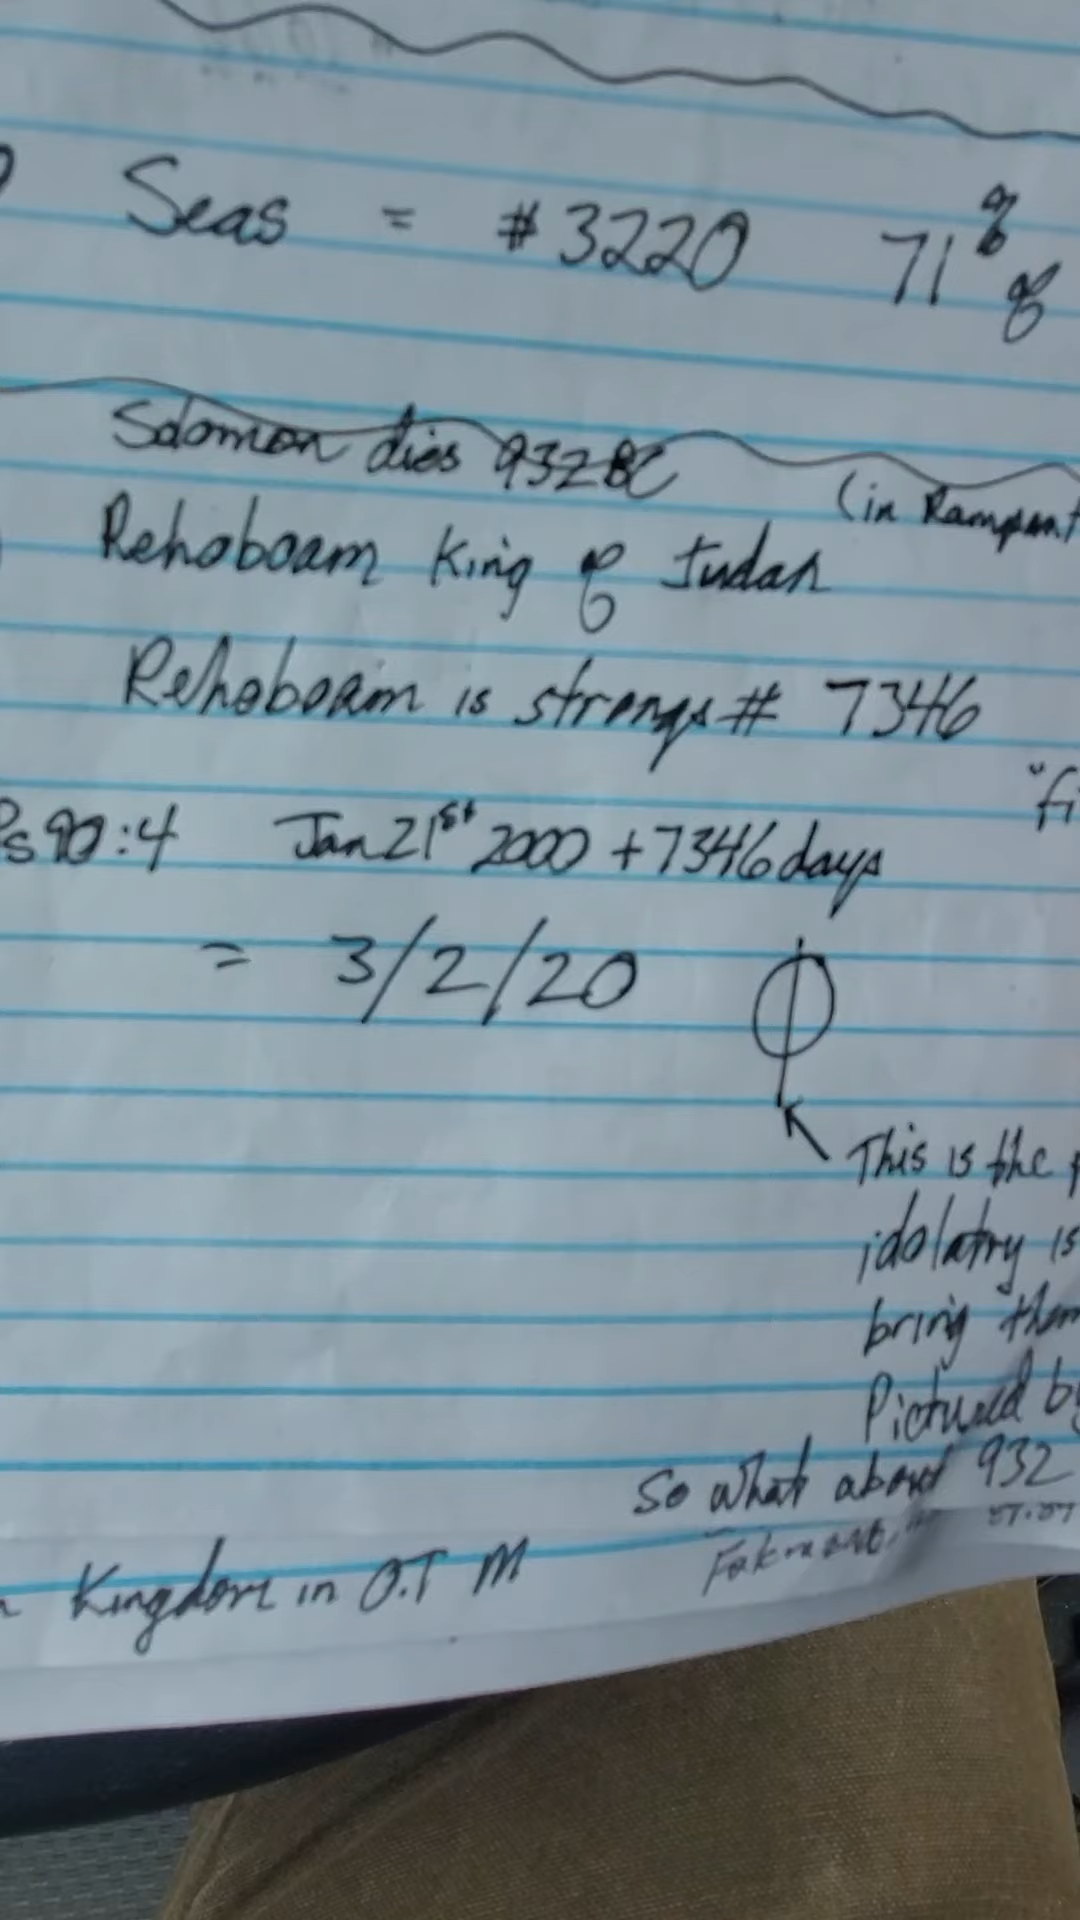 Seas = #3220 71%
of
Solomon dies 932BC
(in Rampant
Rehoboam King of Judah
Rehoboam is strongs # 7346
"fi
Ps 90:4 Jan 21st 2000 + 7346 days
= 3/2/20
This is the
idolatry is
bring them
Pictured by
So what about 932
Kingdom in O.T M